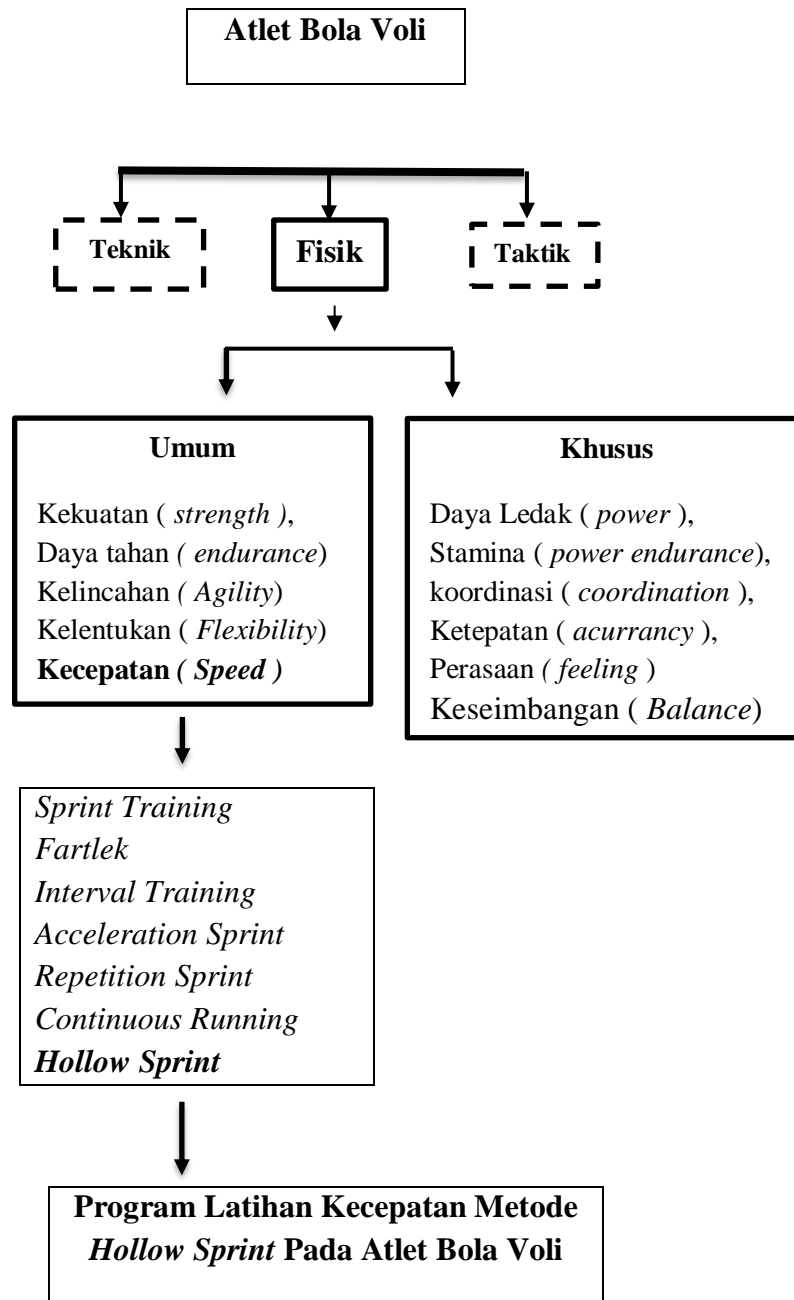 Atlet Bola Voli
Teknik
Fisik
Taktik
Umum
Kekuatan ( strength ),
Daya tahan ( endurance)
Kelincahan ( Agility)
Kelentukan ( Flexibility)
Kecepatan ( Speed )
Khusus
Daya Ledak ( power ),
Stamina ( power endurance),
koordinasi ( coordination ),
Ketepatan ( acurrancy ),
Perasaan ( feeling )
Keseimbangan ( Balance)
Sprint Training
Fartlek
Interval Training
Acceleration Sprint
Repetition Sprint
Continuous Running
Hollow Sprint
Program Latihan Kecepatan Metode
Hollow Sprint Pada Atlet Bola Voli